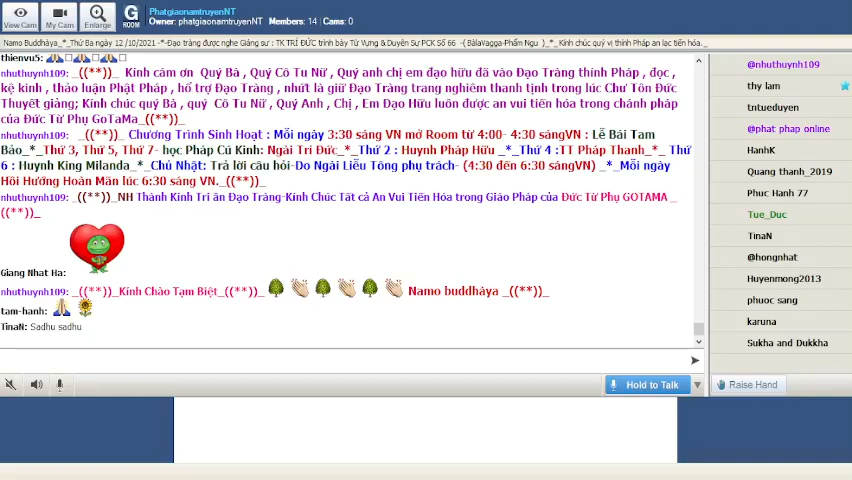 PhatgiaonamtruyenNT
Owner: phatgiaonamtruyenNT Members: 14 | Cams: 0
View Cam
My Cam
Enlarge
G
ROOM
Namo Buddhàya_*_Thứ Ba ngày 12 /10/2021 -*-Đạo tràng được nghe Giảng sư : TK TRÍ ĐỨC trình bày Từ Vựng & Duyên Sự PCK Số 66 -( BàlaVagga-Phẩm Ngu )_*_ Kính chúc quý vị thính Pháp an lạc tiến hóa. _
thienvu5:
nhuthuynh109: _((**))_ Kính cám ơn Quý Bà , Quý Cô Tu Nữ , Quý anh chị em đạo hữu đã vào Đạo Tràng thính Pháp , đọc ,
kệ kinh , thảo luận Phật Pháp , hổ trợ Đạo Tràng , nhứt là giữ Đạo Tràng trang nghiêm thanh tịnh trong lúc Chư Tôn Đức
Thuyết giảng; Kính chúc quý Bà , quý Cô Tu Nữ , Quý Anh , Chị , Em Đạo Hữu luôn được an vui tiến hóa trong chánh pháp
của Đức Từ Phụ GoTaMa_((**))_
nhuthuynh109: _((**))_ Chương Trình Sinh Hoạt : Mỗi ngày 3:30 sáng VN mở Room từ 4:00- 4:30 sángVN : Lễ Bái Tam
Bảo_*_Thứ 3, Thứ 5, Thứ 7- học Pháp Cú Kinh: Ngài Trí Đức_*_Thứ 2 : Huynh Pháp Hữu _*_Thứ 4 :TT Pháp Thanh_*_ Thứ
6 : Huynh King Milanda_*_Chủ Nhật: Trả lời câu hỏi-Do Ngài Liễu Tông phụ trách- (4:30 đến 6:30 sángVN) _*_Mỗi ngày
Hồi Hướng Hoàn Mãn lúc 6:30 sáng VN._((**))_
nhuthuynh109: _((**))_NH Thành Kính Tri ân Đạo Tràng-Kính Chúc Tất cả An Vui Tiến Hóa trong Giáo Pháp của Đức Từ Phụ GOTAMA _
((**))_
Giang Nhat Ha:
nhuthuynh109: _((**))_Kính Chào Tạm Biệt_((**))_ Namo buddhàya _((**))_
tam-hanh:
TinaN: Sadhu sadhu
Hold to Talk
@nhuthuynh109
thy lam
tntueduyen
@phat phap online
HanhK
Quang thanh_2019
Phuc Hanh 77
Tue_Duc
TinaN
@hongnhat
Huyenmong2013
phuoc sang
karuna
Sukha and Dukkha
Raise Hand